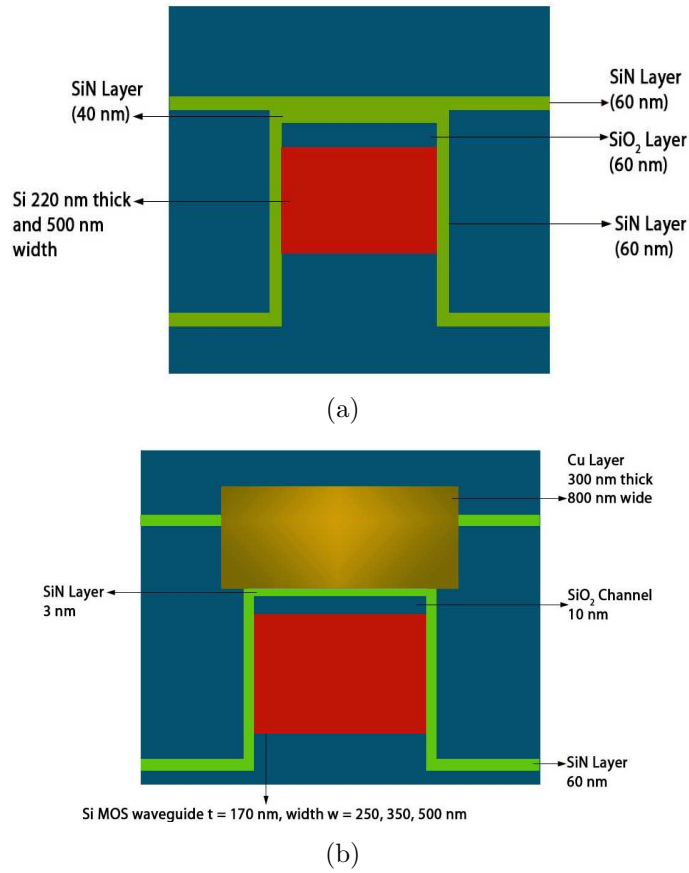 SiN Layer
(40 nm)
SiN Layer
(60 nm)
SiO₂ Layer
(60 nm)
Si 220 nm thick
and 500 nm
width
SiN Layer
(60 nm)
(a)
Cu Layer
300 nm thick
800 nm wide
SiN Layer
3 nm
SiO₂ Channel
10 nm
SiN Layer
60 nm
Si MOS waveguide t = 170 nm, width w = 250, 350, 500 nm
(b)